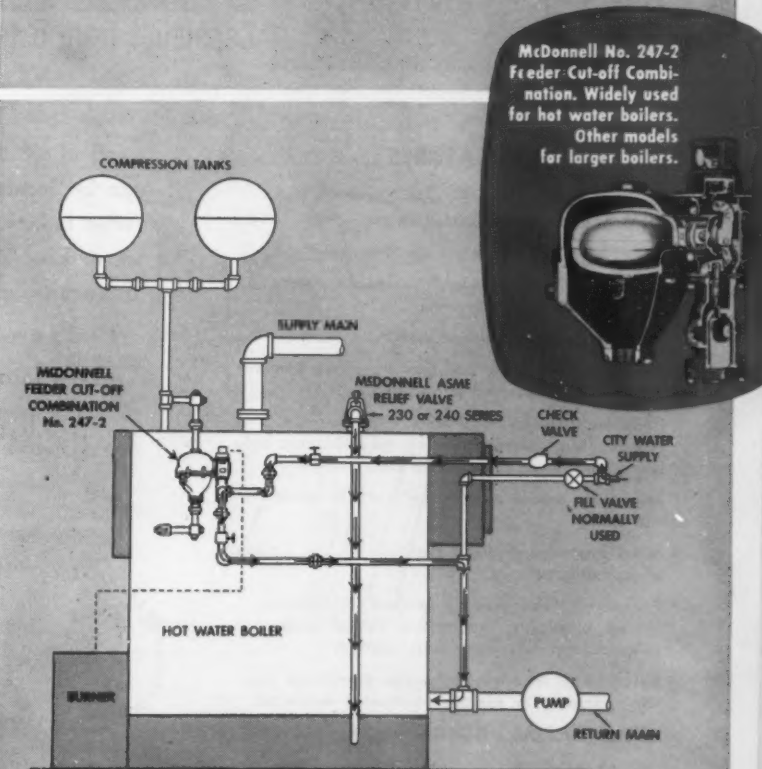 McDonnell No. 247-2
Feeder Cut-off Combi-
nation. Widely used
for hot water boilers.
Other models
for larger boilers.
COMPRESSION TANKS
SUPPLY MAIN
MCDONNELL
FEEDER CUT-OFF
COMBINATION
No. 247-2
MCDONNELL ASME
RELIEF VALVE
230 or 240 SERIES
CHECK
VALVE
CITY WATER
SUPPLY
FILL VALVE
NORMALLY
USED
HOT WATER BOILER
BURNER
PUMP
RETURN MAIN